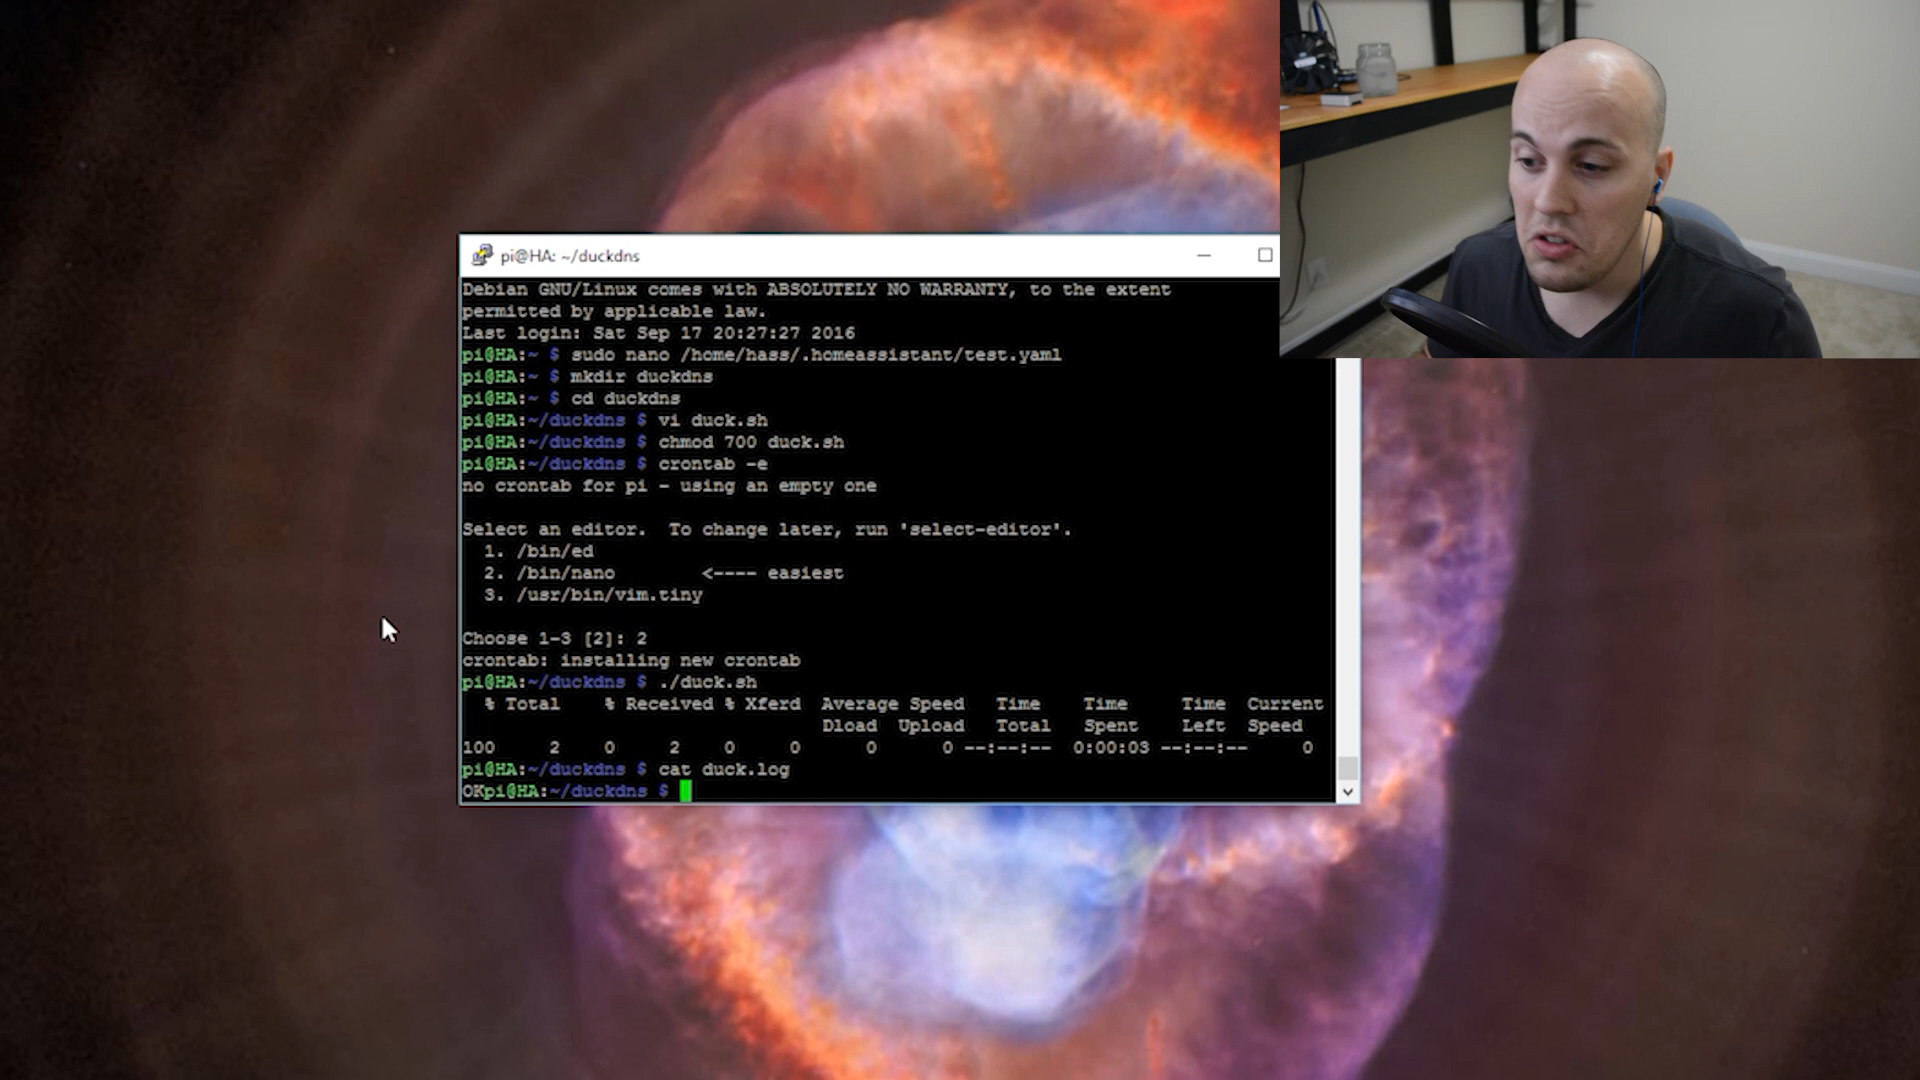 pi@HA: ~/duckdns
Debian GNU/Linux comes with ABSOLUTELY NO WARRANTY, to the extent
permitted by applicable law.
Last login: Sat Sep 17 20:27:27 2016
pi@HA:~ $ sudo nano /home/hass/.homeassistant/test.yaml
pi@HA:~ $ mkdir duckdns
pi@HA:~ $ cd duckdns
pi@HA:~/duckdns $ vi duck.sh
pi@HA:~/duckdns $ chmod 700 duck.sh
pi@HA:~/duckdns $ crontab -e
no crontab for pi - using an empty one
Select an editor.  To change later, run 'select-editor'.
  1. /bin/ed
  2. /bin/nano        <---- easiest
  3. /usr/bin/vim.tiny
Choose 1-3 [2]: 2
crontab: installing new crontab
pi@HA:~/duckdns $ ./duck.sh
  % Total    % Received % Xferd  Average Speed   Time    Time     Time  Current
                                 Dload  Upload   Total   Spent    Left  Speed
100     2    0     2    0     0      0      0 --:--:--  0:00:03 --:--:--     0
pi@HA:~/duckdns $ cat duck.log
OKpi@HA:~/duckdns $